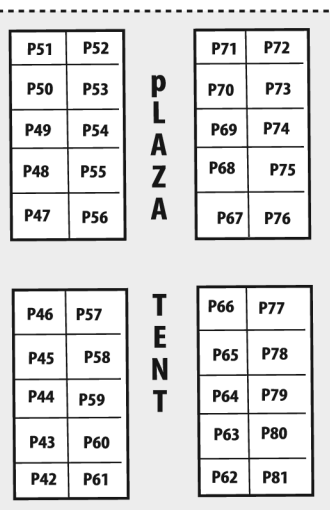 P51 P52
P50 P53
P49 P54
P48 P55
P47 P56
pLAZA
P71 P72
P70 P73
P69 P74
P68 P75
P67 P76
P46 P57
P45 P58
P44 P59
P43 P60
P42 P61
TENT
P66 P77
P65 P78
P64 P79
P63 P80
P62 P81